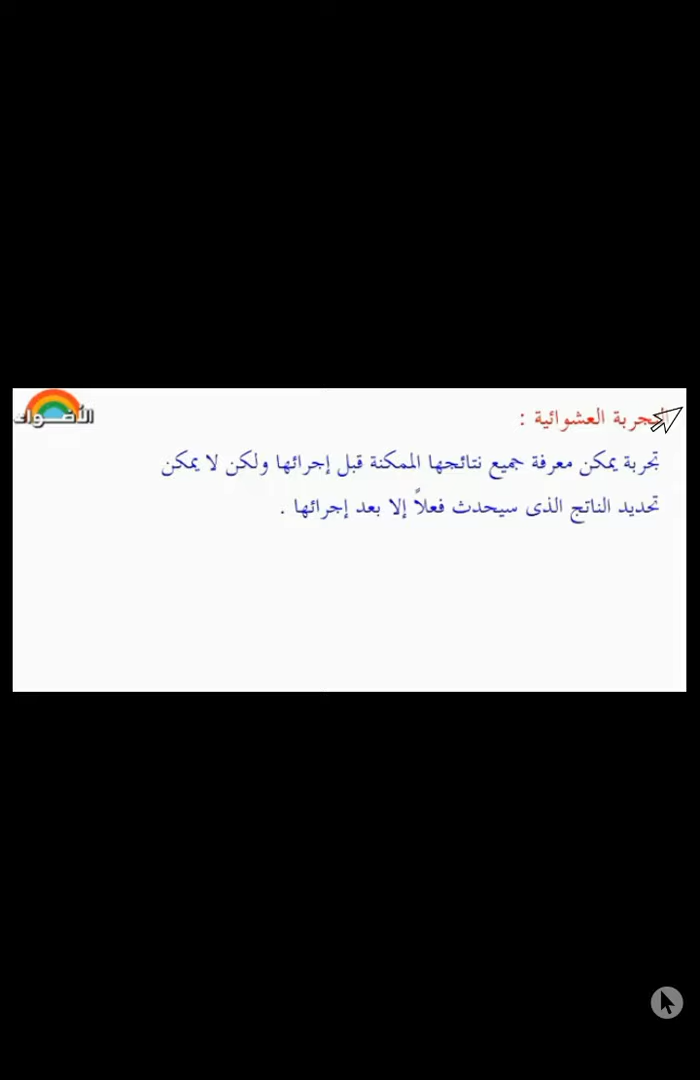 الأضواء
التجربة العشوائية :
تجربة يمكن معرفة جميع نتائجها الممكنة قبل إجرائها ولكن لا يمكن
تحديد الناتج الذى سيحدث فعلاً إلا بعد إجرائها .